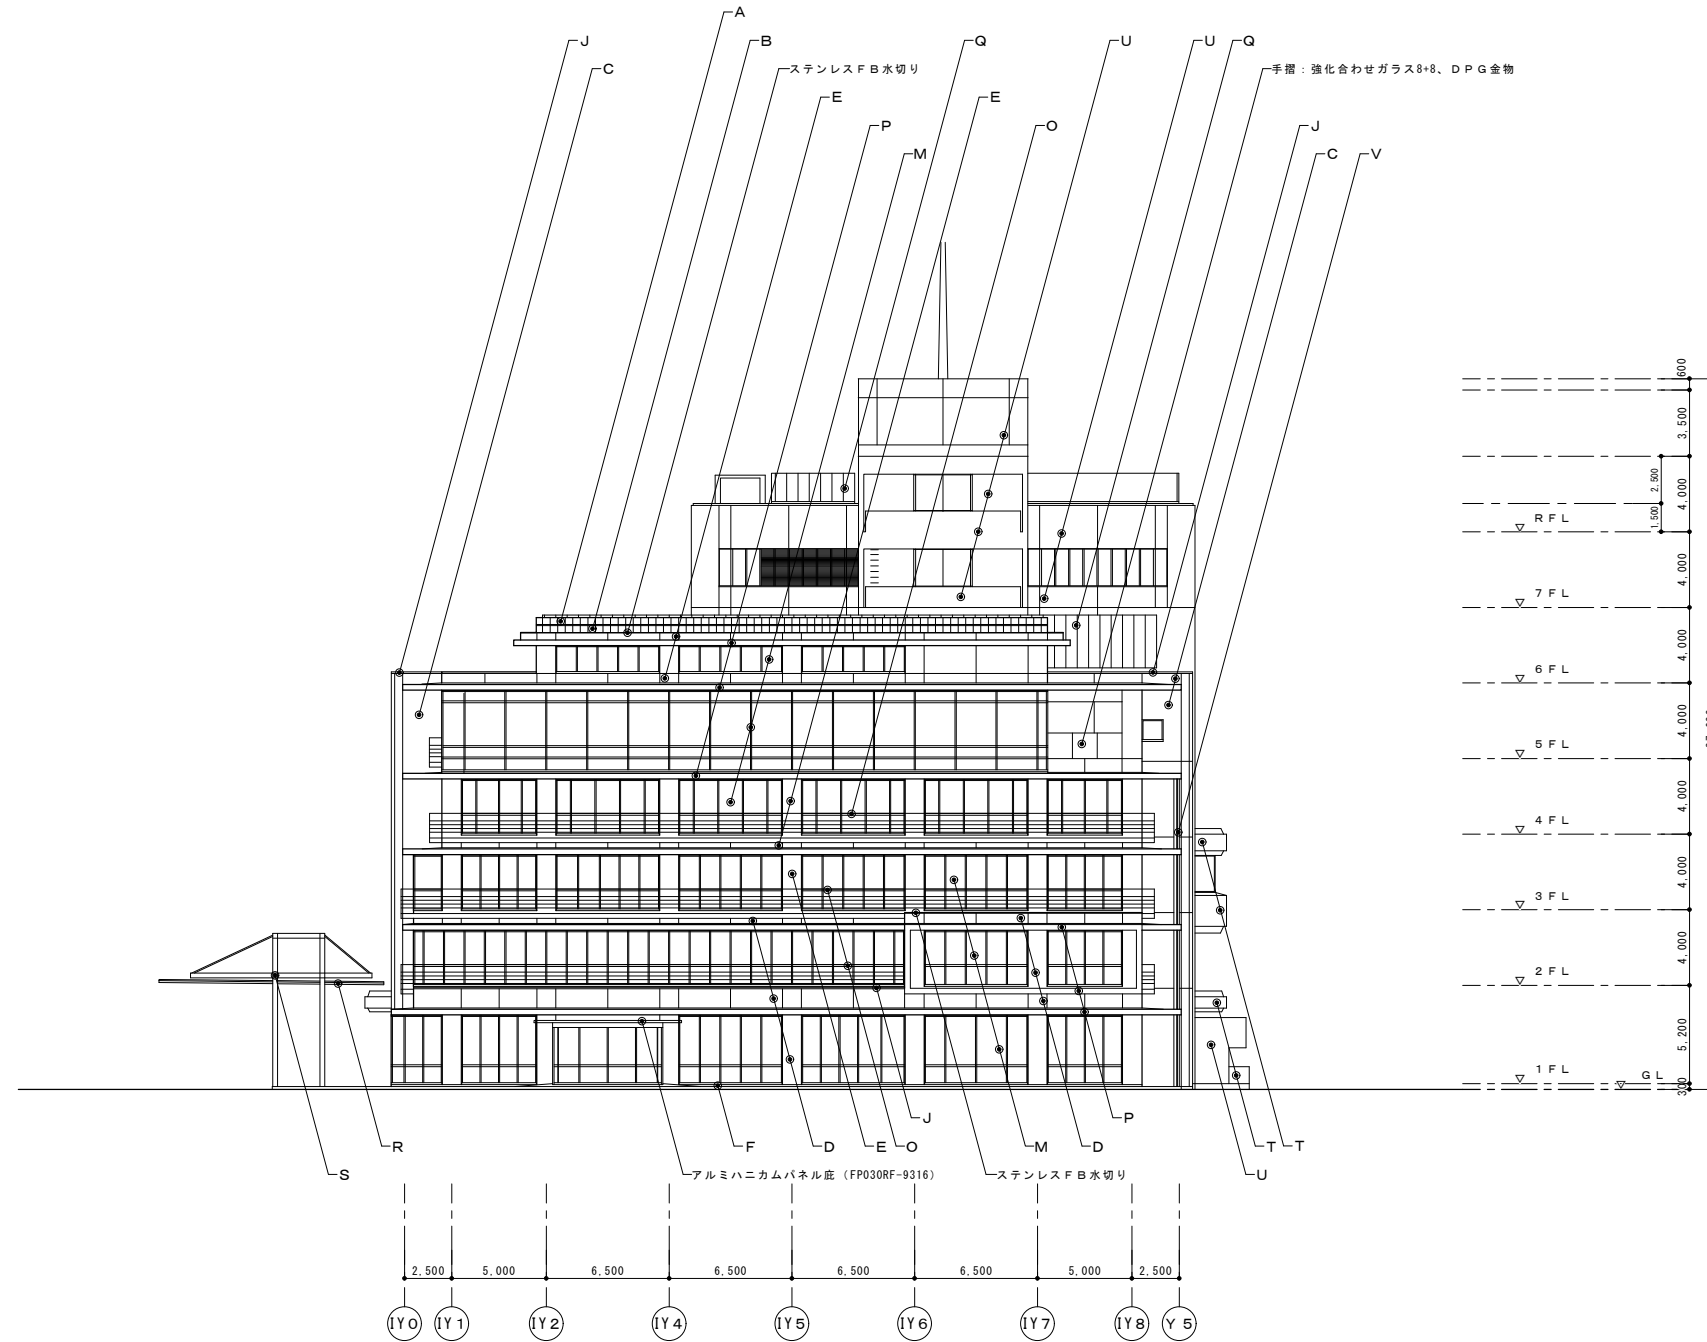 A
J
B
Q
U
U
Q
C
ステンレスFB水切り
手摺：強化合わせガラス8+8、DPG金物
E
E
P
O
J
M
C
V
600
3,500
2,500
4,000
1,500
RFL
4,000
7FL
4,000
6FL
4,000
5FL
4,000
4FL
4,000
3FL
4,000
2FL
5,200
1FL
GL
300
J
P
R
F
D
E
O
M
D
T
T
S
アルミハニカムパネル庇（FP030RF-9316）
ステンレスFB水切り
U
2,500
5,000
6,500
6,500
6,500
6,500
5,000
2,500
IY0
IY1
IY2
IY4
IY5
IY6
IY7
IY8
Y5